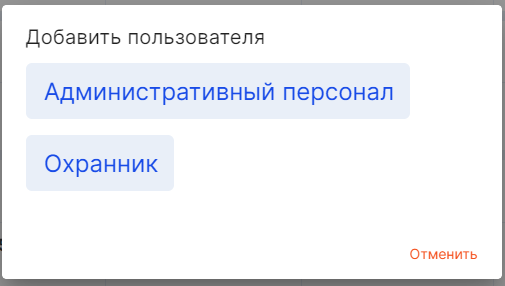 Добавить пользователя
Административный персонал
Охранник
Отменить